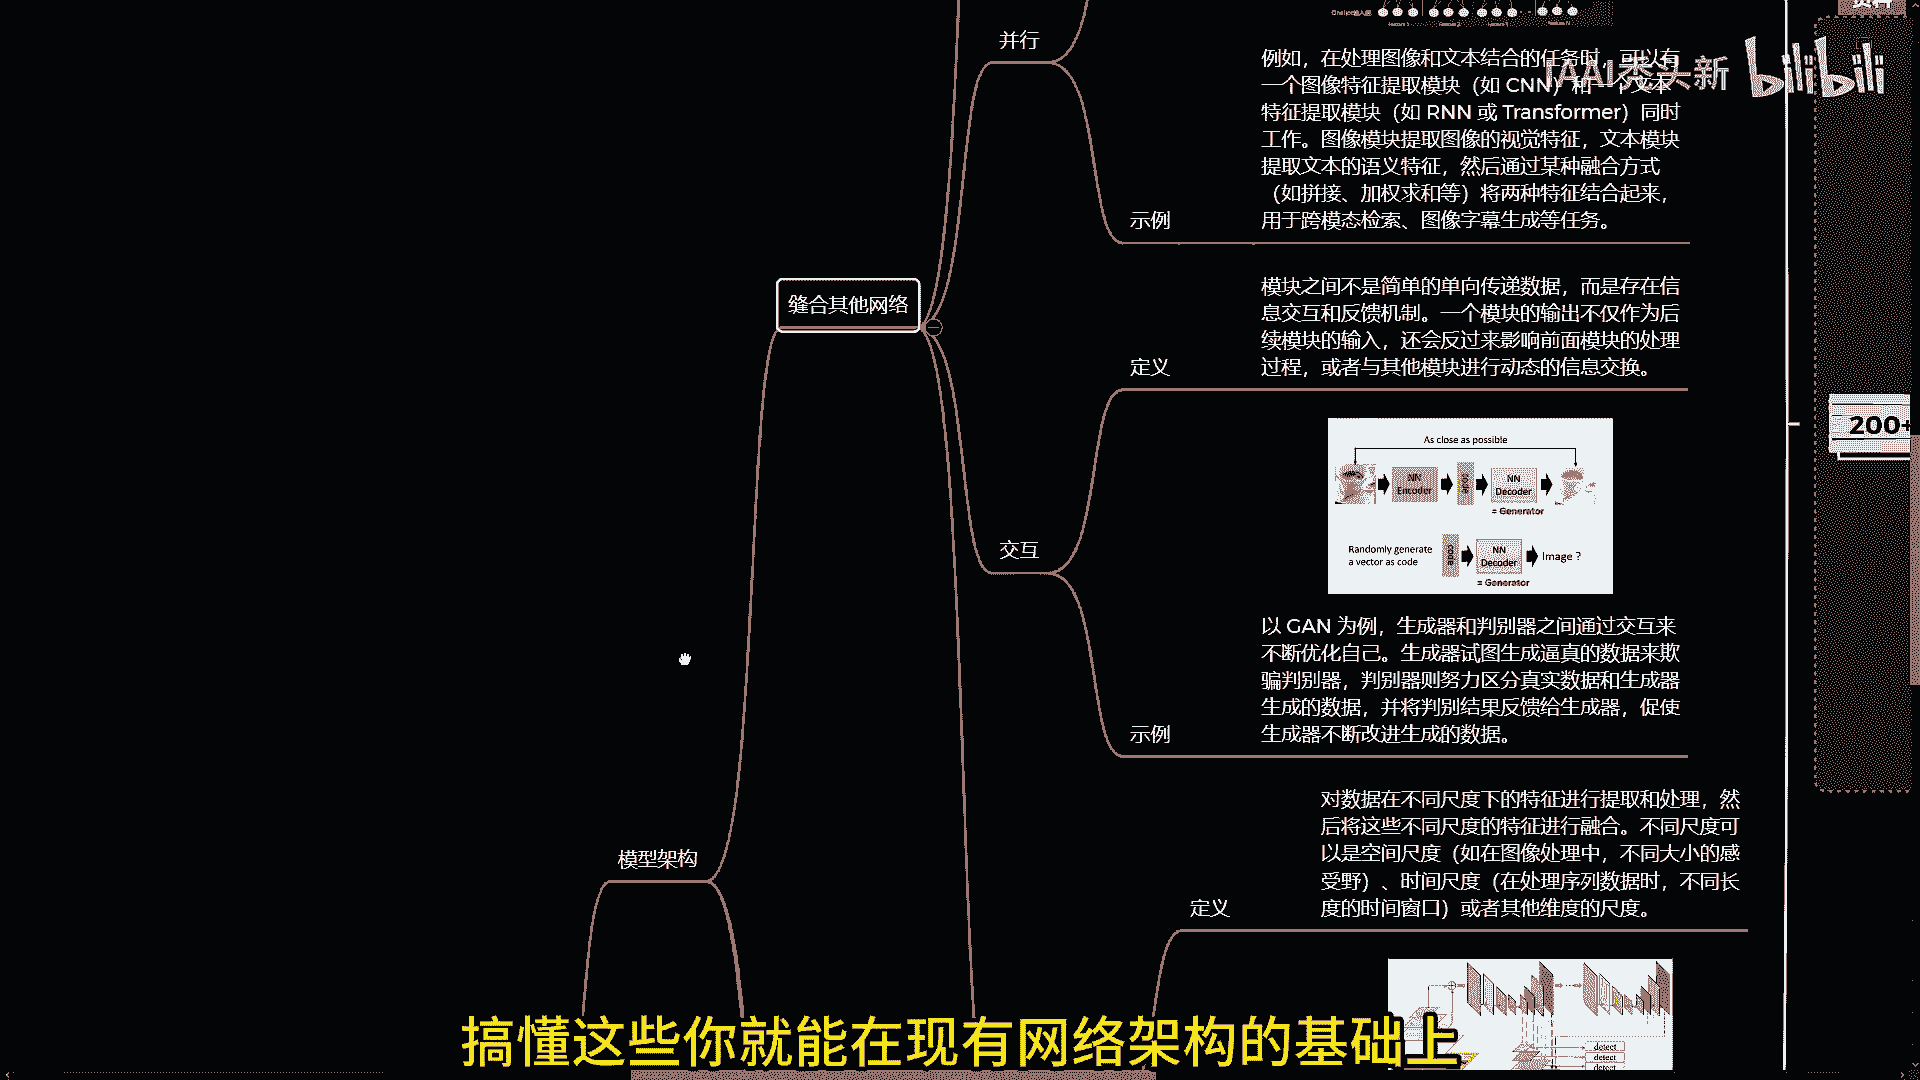 资料
并行
例如，在处理图像和文本结合的任务时，可以有
一个图像特征提取模块（如 CNN）和一个文本
特征提取模块（如 RNN 或 Transformer）同时
工作。图像模块提取图像的视觉特征，文本模块
提取文本的语义特征，然后通过某种融合方式
（如拼接、加权求和等）将两种特征结合起来，
用于跨模态检索、图像字幕生成等任务。
示例
AAI秃头新
bilibili
缝合其他网络
模块之间不是简单的单向传递数据，而是存在信
息交互和反馈机制。一个模块的输出不仅作为后
续模块的输入，还会反过来影响前面模块的处理
过程，或者与其他模块进行动态的信息交换。
定义
200+
As close as possible
NN
Encoder
code
NN
Decoder
= Generator
Randomly generate
a vector as code
code
NN
Decoder
Image ?
= Generator
交互
以 GAN 为例，生成器和判别器之间通过交互来
不断优化自己。生成器试图生成逼真的数据来欺
骗判别器，判别器则努力区分真实数据和生成器
生成的数据，并将判别结果反馈给生成器，促使
生成器不断改进生成的数据。
示例
模型架构
对数据在不同尺度下的特征进行提取和处理，然
后将这些不同尺度的特征进行融合。不同尺度可
以是空间尺度（如在图像处理中，不同大小的感
受野）、时间尺度（在处理序列数据时，不同长
度的时间窗口）或者其他维度的尺度。
定义
detect
detect
detect
搞懂这些你就能在现有网络架构的基础上